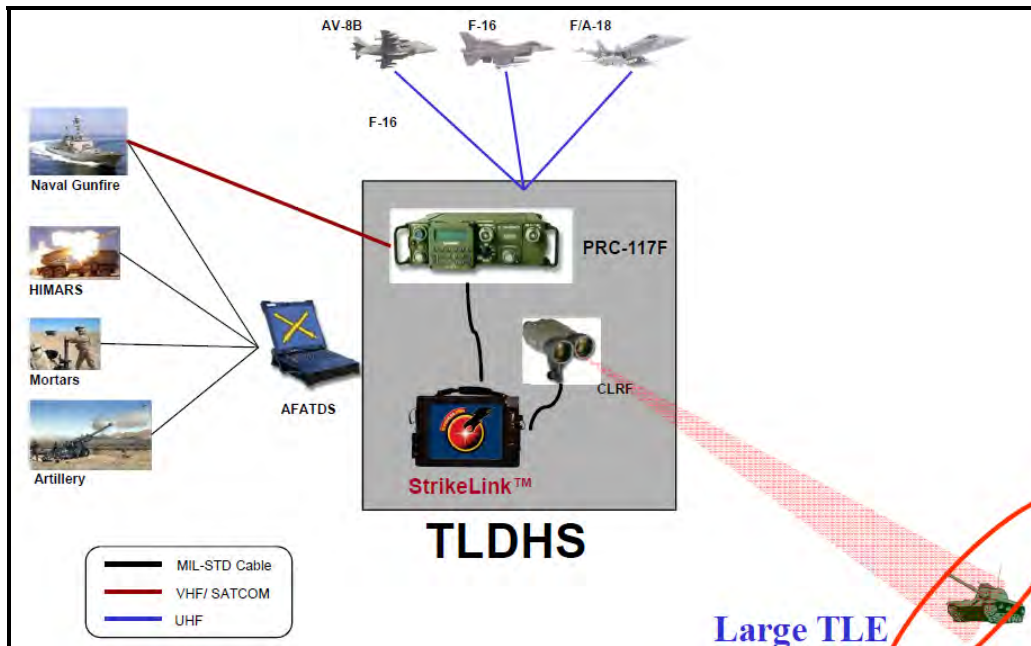 AV-8B
F-16
F/A-18
F-16
Naval Gunfire
PRC-117F
HIMARS
CLRF
Mortars
AFATDS
Artillery
StrikeLink™
TLDHS
MIL-STD Cable
VHF/ SATCOM
UHF
Large TLE